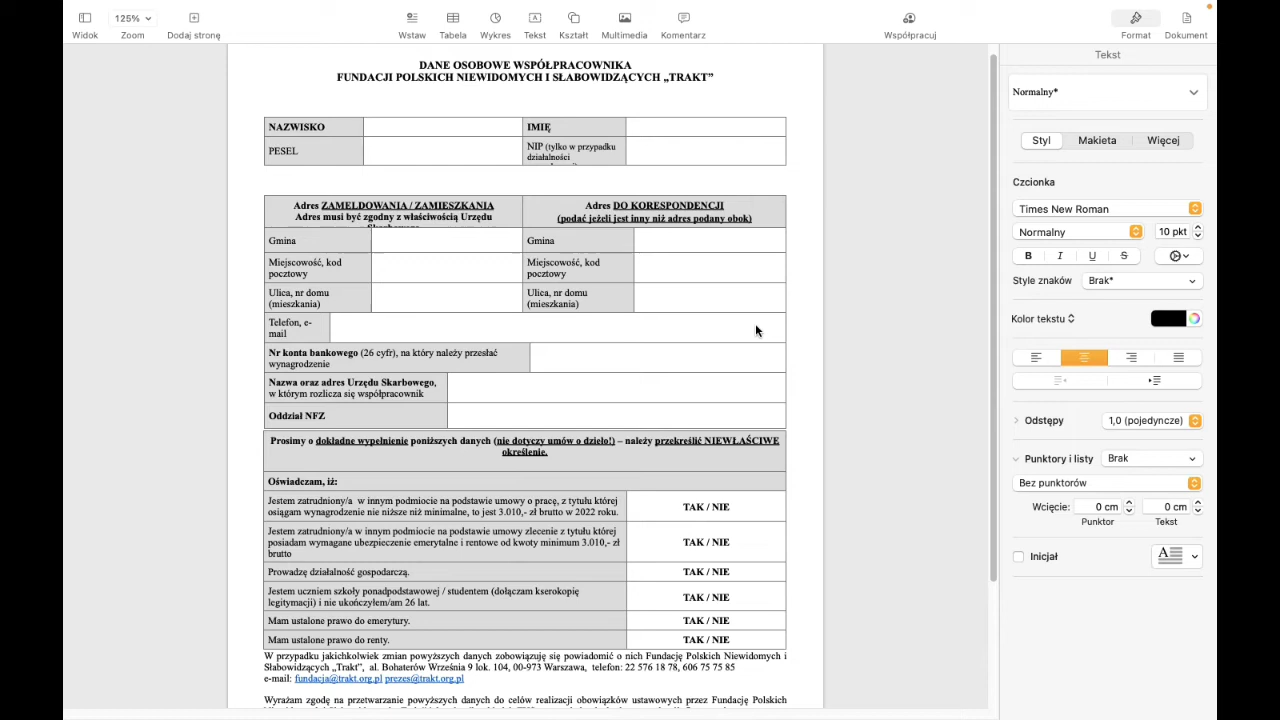 125%
Widok
Zoom
Dodaj stronę
Wstaw
Tabela
Wykres
Tekst
Kształt
Multimedia
Komentarz
Współpracuj
Format
Dokument
DANE OSOBOWE WSPÓŁPRACOWNIKA
FUNDACJI POLSKICH NIEWIDOMYCH I SŁABOWIDZĄCYCH „TRAKT”
NAZWISKO
IMIĘ
PESEL
NIP (tylko w przypadku
działalności
Adres ZAMELDOWANIA / ZAMIESZKANIA
Adres musi być zgodny z właściwością Urzędu
Adres DO KORESPONDENCJI
(podać jeżeli jest inny niż adres podany obok)
Gmina
Gmina
Miejscowość, kod
pocztowy
Miejscowość, kod
pocztowy
Ulica, nr domu
(mieszkania)
Ulica, nr domu
(mieszkania)
Telefon, e-
mail
Nr konta bankowego (26 cyfr), na który należy przesłać
wynagrodzenie
Nazwa oraz adres Urzędu Skarbowego,
w którym rozlicza się współpracownik
Oddział NFZ
Prosimy o dokładne wypełnienie poniższych danych (nie dotyczy umów o dzieło!) – należy przekreślić NIEWŁAŚCIWE
określenie.
Oświadczam, iż:
Jestem zatrudniony/a w innym podmiocie na podstawie umowy o pracę, z tytułu której
osiągam wynagrodzenie nie niższe niż minimalne, to jest 3.010,- zł brutto w 2022 roku.
TAK / NIE
Jestem zatrudniony/a w innym podmiocie na podstawie umowy zlecenie z tytułu której
posiadam wymagane ubezpieczenie emerytalne i rentowe od kwoty minimum 3.010,- zł
brutto
TAK / NIE
Prowadzę działalność gospodarczą.
TAK / NIE
Jestem uczniem szkoły ponadpodstawowej / studentem (dołączam kserokopię
legitymacji) i nie ukończyłem/am 26 lat.
TAK / NIE
Mam ustalone prawo do emerytury.
TAK / NIE
Mam ustalone prawo do renty.
TAK / NIE
W przypadku jakichkolwiek zmian powyższych danych zobowiązuję się powiadomić o nich Fundację Polskich Niewidomych i
Słabowidzących „Trakt”, al. Bohaterów Września 9 lok. 104, 00-973 Warszawa, telefon: 22 576 18 78, 606 75 75 85
e-mail: fundacja@trakt.org.pl prezes@trakt.org.pl
Wyrażam zgodę na przetwarzanie powyższych danych do celów realizacji obowiązków ustawowych przez Fundację Polskich
Tekst
Normalny*
Styl
Makieta
Więcej
Czcionka
Times New Roman
Normalny
10 pkt
B I U S
Style znaków
Brak*
Kolor tekstu
Odstępy
1,0 (pojedyncze)
Punktory i listy
Brak
Bez punktorów
Wcięcie:
0 cm
0 cm
Punktor
Tekst
Inicjał
A